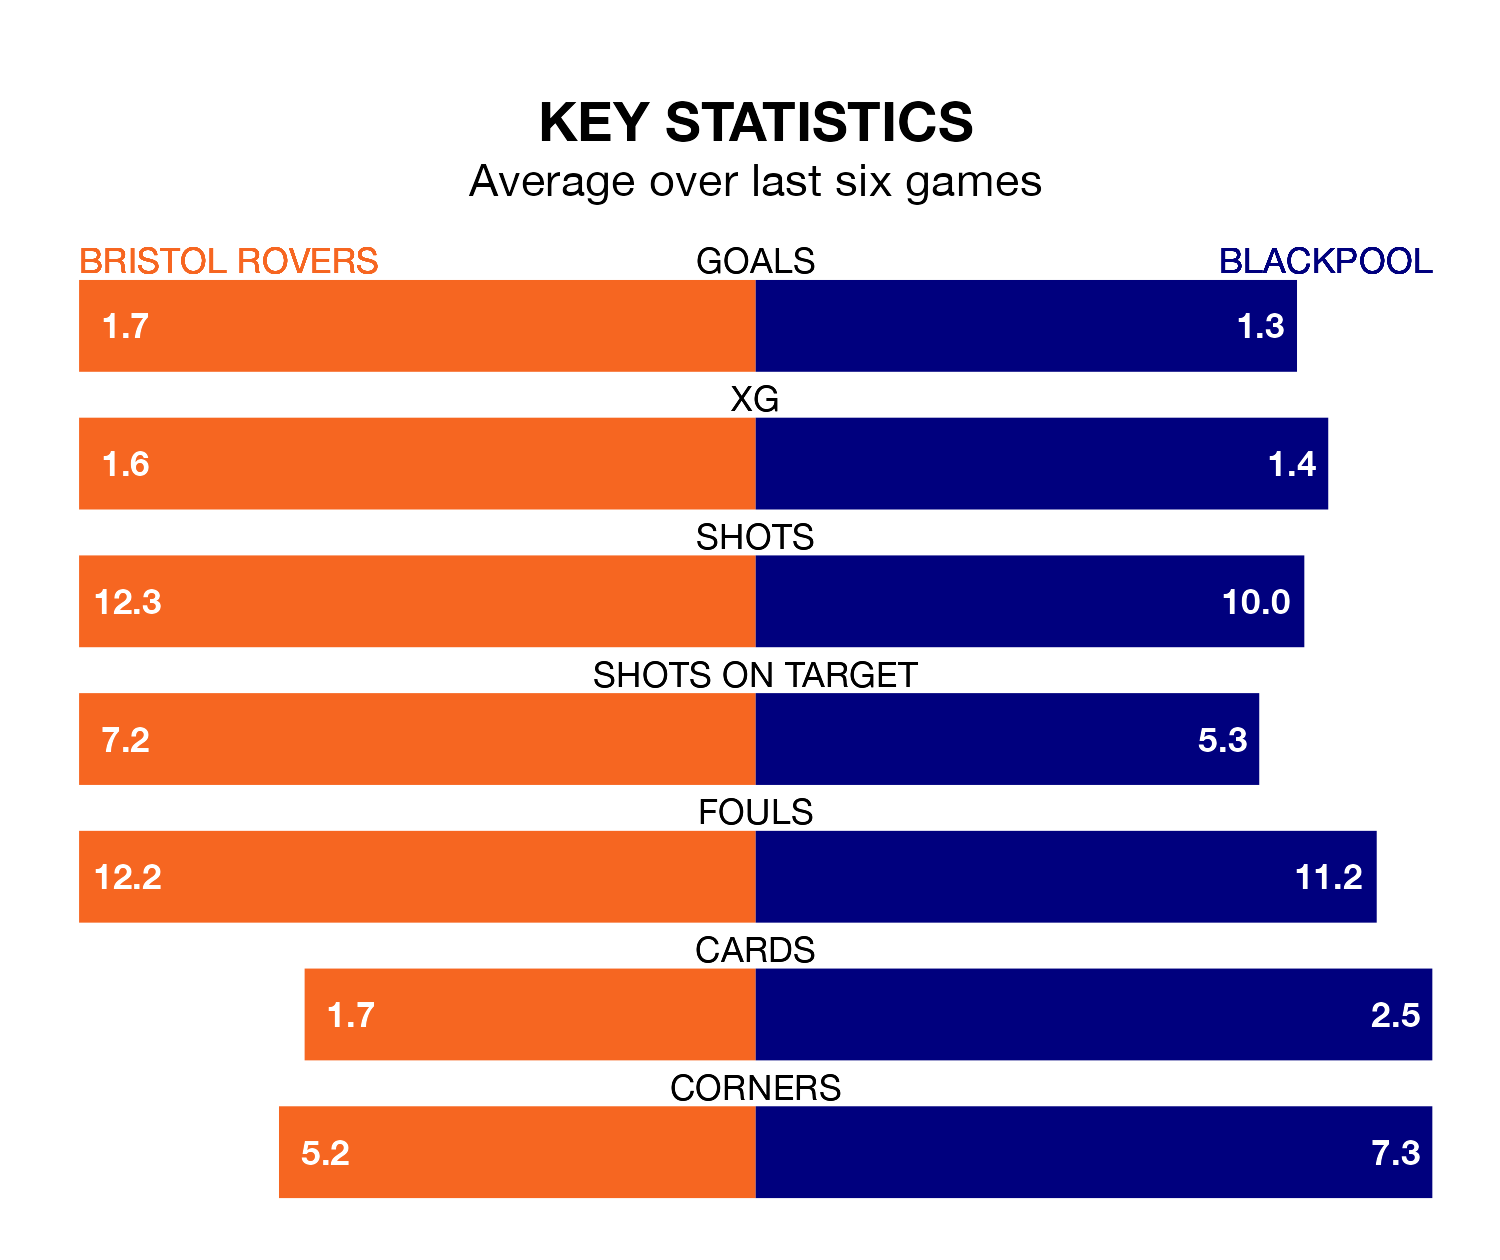 KEY STATISTICS
Average over last six games
BRISTOL ROVERS GOALS BLACKPOOL
1.7 1.3
XG
1.6 1.4
SHOTS
12.3 10.0
SHOTS ON TARGET
7.2 5.3
FOULS
12.2 11.2
CARDS
1.7 2.5
CORNERS
5.2 7.3